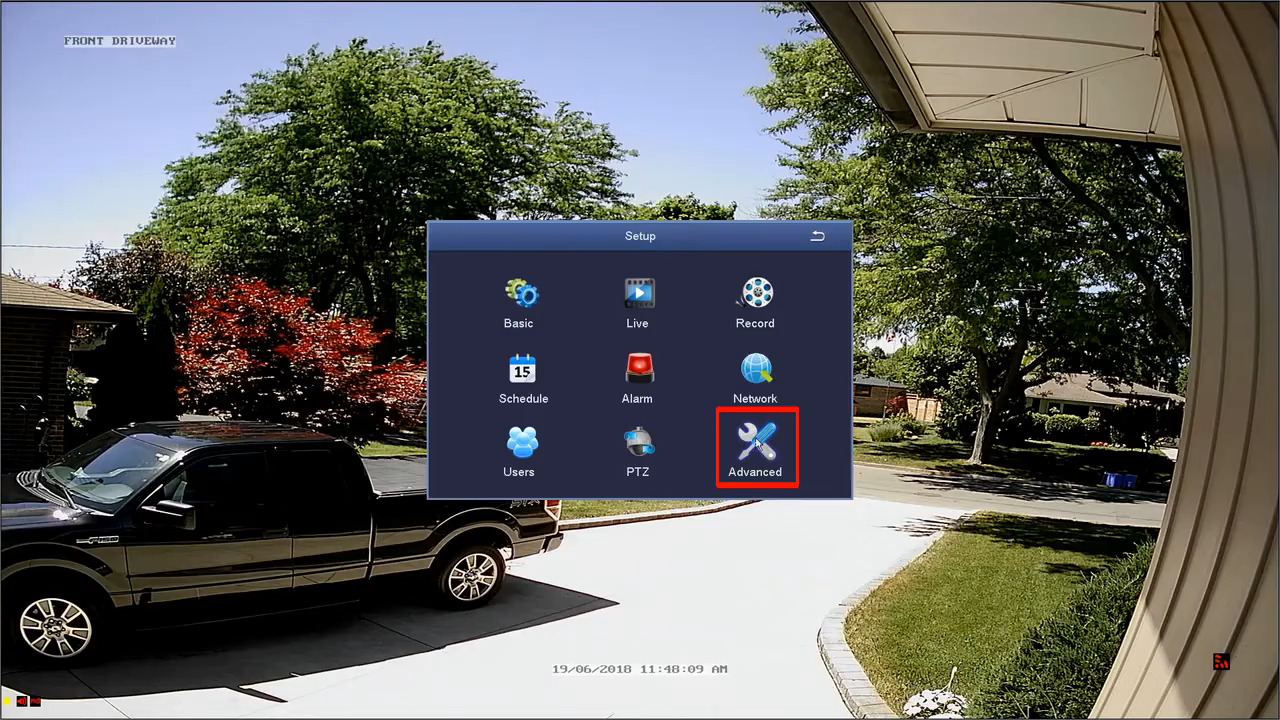 FRONT DRIVEWAY
Setup
Basic
Live
Record
15
Schedule
Alarm
Network
Users
PTZ
Advanced
19/06/2018 11:48:09 AM